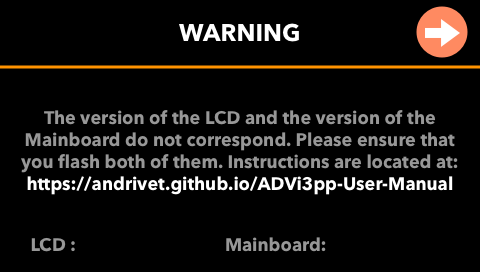 WARNING
The version of the LCD and the version of the
Mainboard do not correspond. Please ensure that
you flash both of them. Instructions are located at:
https://andrivet.github.io/ADVi3pp-User-Manual
LCD : Mainboard: